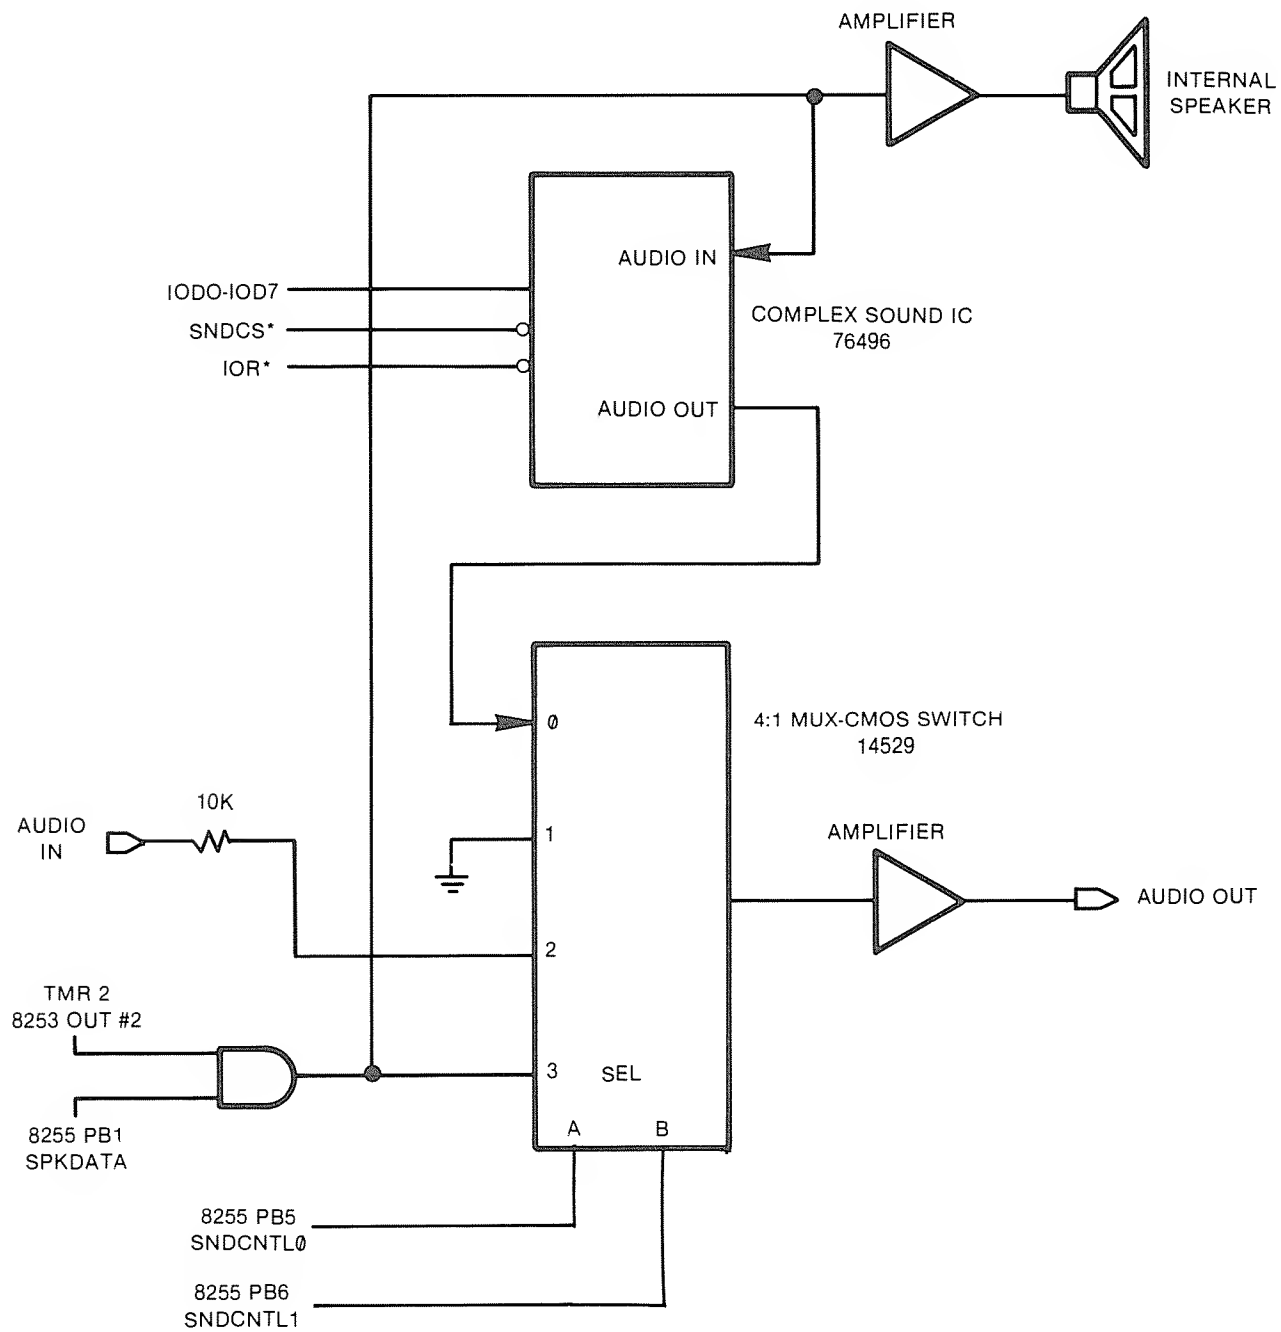 AMPLIFIER
INTERNAL
SPEAKER
AUDIO IN
IODO-IOD7
SNDCS*
IOR*
COMPLEX SOUND IC
76496
AUDIO OUT
0
4:1 MUX-CMOS SWITCH
14529
10K
AUDIO
IN
1
AMPLIFIER
AUDIO OUT
2
TMR 2
8253 OUT #2
3
SEL
A
B
8255 PB1
SPKDATA
8255 PB5
SNDCNTL0
8255 PB6
SNDCNTL1